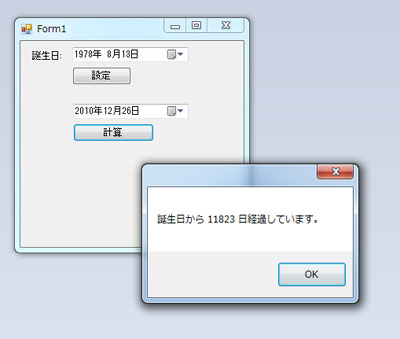 Form1
誕生日:
1978年 8月13日
設定
2010年12月26日
計算
誕生日から 11823 日経過しています。
OK